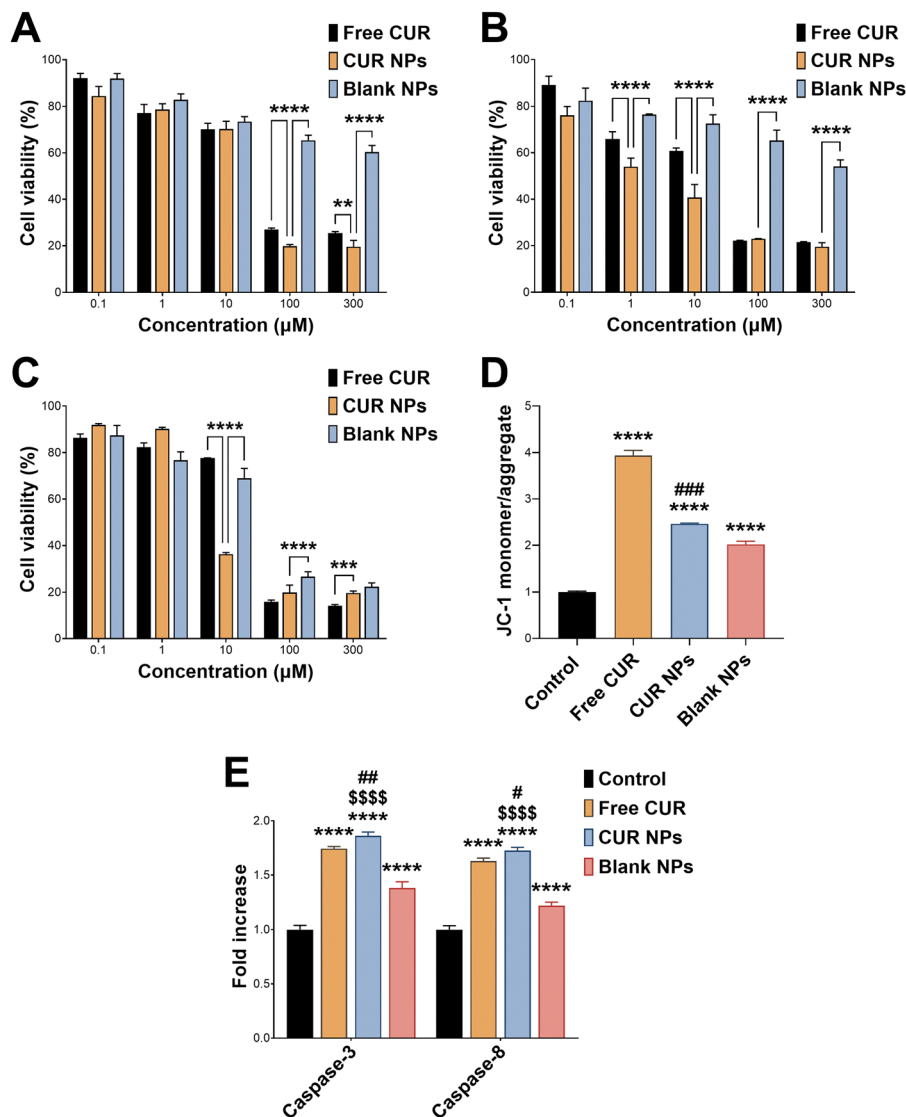 A
Free CUR
CUR NPs
Blank NPs
Cell viability (%)
100
80
60
40
20
0
****
****
**
0.1
1
10
100
300
Concentration (µM)
B
Free CUR
CUR NPs
Blank NPs
Cell viability (%)
100
80
60
40
20
0
****
****
****
****
0.1
1
10
100
300
Concentration (µM)
C
Free CUR
CUR NPs
Blank NPs
Cell viability (%)
100
80
60
40
20
0
****
****
***
0.1
1
10
100
300
Concentration (µM)
D
JC-1 monomer/aggregate
5
4
3
2
1
0
****
###
****
****
Control
Free CUR
CUR NPs
Blank NPs
E
Control
Free CUR
CUR NPs
Blank NPs
Fold increase
2.0
1.5
1.0
0.5
0.0
##
$$$$
**** ****
****
#
$$$$
**** ****
****
Caspase-3
Caspase-8